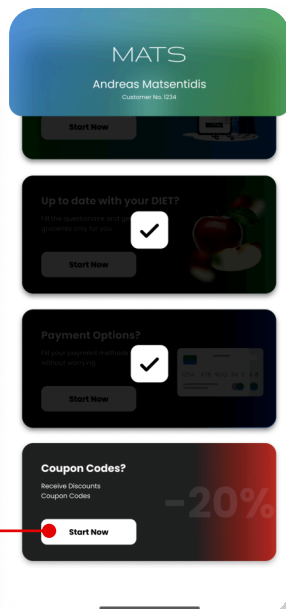 MATS
Andreas Matsentidis
Customer No. 1234
Start Now
Up to date with your DIET?
Fill the questionnaire and get
groceries only for you
Start Now
Payment Options?
Fill your payment methods
without worrying
Start Now
Coupon Codes?
Receive Discounts
Coupon Codes
-20%
Start Now